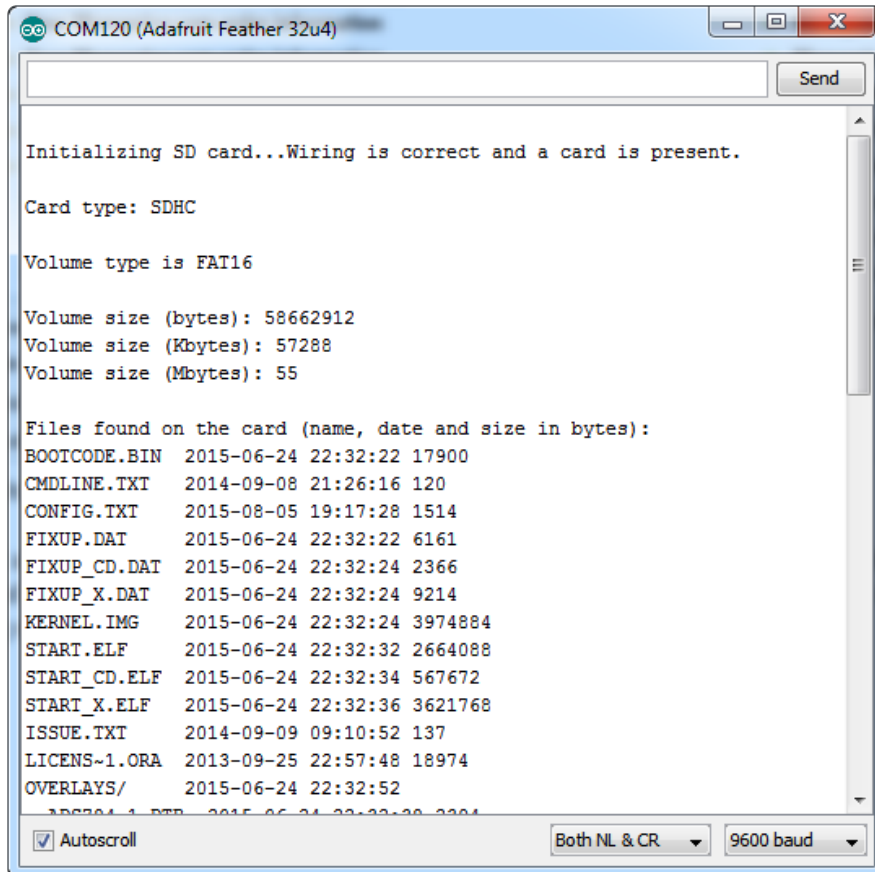 COM120 (Adafruit Feather 32u4)
Send
Initializing SD card...Wiring is correct and a card is present.
Card type: SDHC
Volume type is FAT16
Volume size (bytes): 58662912
Volume size (Kbytes): 57288
Volume size (Mbytes): 55
Files found on the card (name, date and size in bytes):
BOOTCODE.BIN  2015-06-24 22:32:22 17900
CMDLINE.TXT   2014-09-08 21:26:16 120
CONFIG.TXT    2015-08-05 19:17:28 1514
FIXUP.DAT     2015-06-24 22:32:22 6161
FIXUP_CD.DAT  2015-06-24 22:32:24 2366
FIXUP_X.DAT   2015-06-24 22:32:24 9214
KERNEL.IMG    2015-06-24 22:32:24 3974884
START.ELF     2015-06-24 22:32:32 2664088
START_CD.ELF  2015-06-24 22:32:34 567672
START_X.ELF   2015-06-24 22:32:36 3621768
ISSUE.TXT     2014-09-09 09:10:52 137
LICENS~1.ORA  2013-09-25 22:57:48 18974
OVERLAYS/     2015-06-24 22:32:52
Autoscroll
Both NL & CR
9600 baud